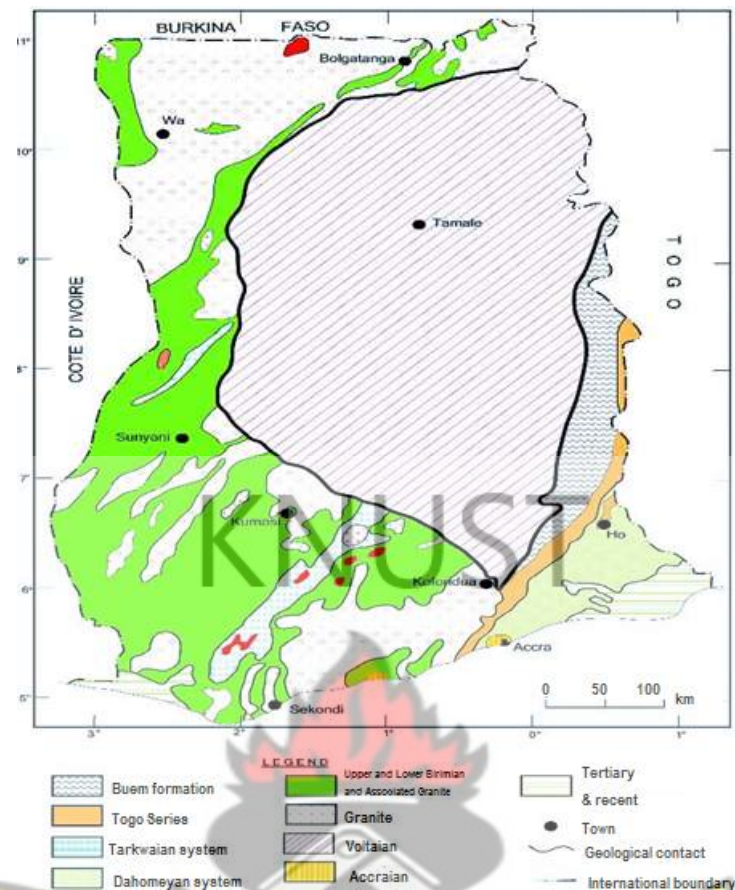 BURKINA FASO
11°
Bolgatanga
Wa
10°
Tamale
9°
TOGO
COTE D'IVOIRE
8°
Sunyani
7°
KNUST
Kumasi
Ho
6°
Koforidua
Accra
0 50 100 km
5°
Sekondi
3° 2° 1° 0° 1°
LEGEND
Buem formation
Togo Series
Tarkwaian system
Dahomeyan system
Upper and Lower Birimian
and Associated Granite
Granite
Voltaian
Accraian
Tertiary
& recent
Town
Geological contact
International boundary